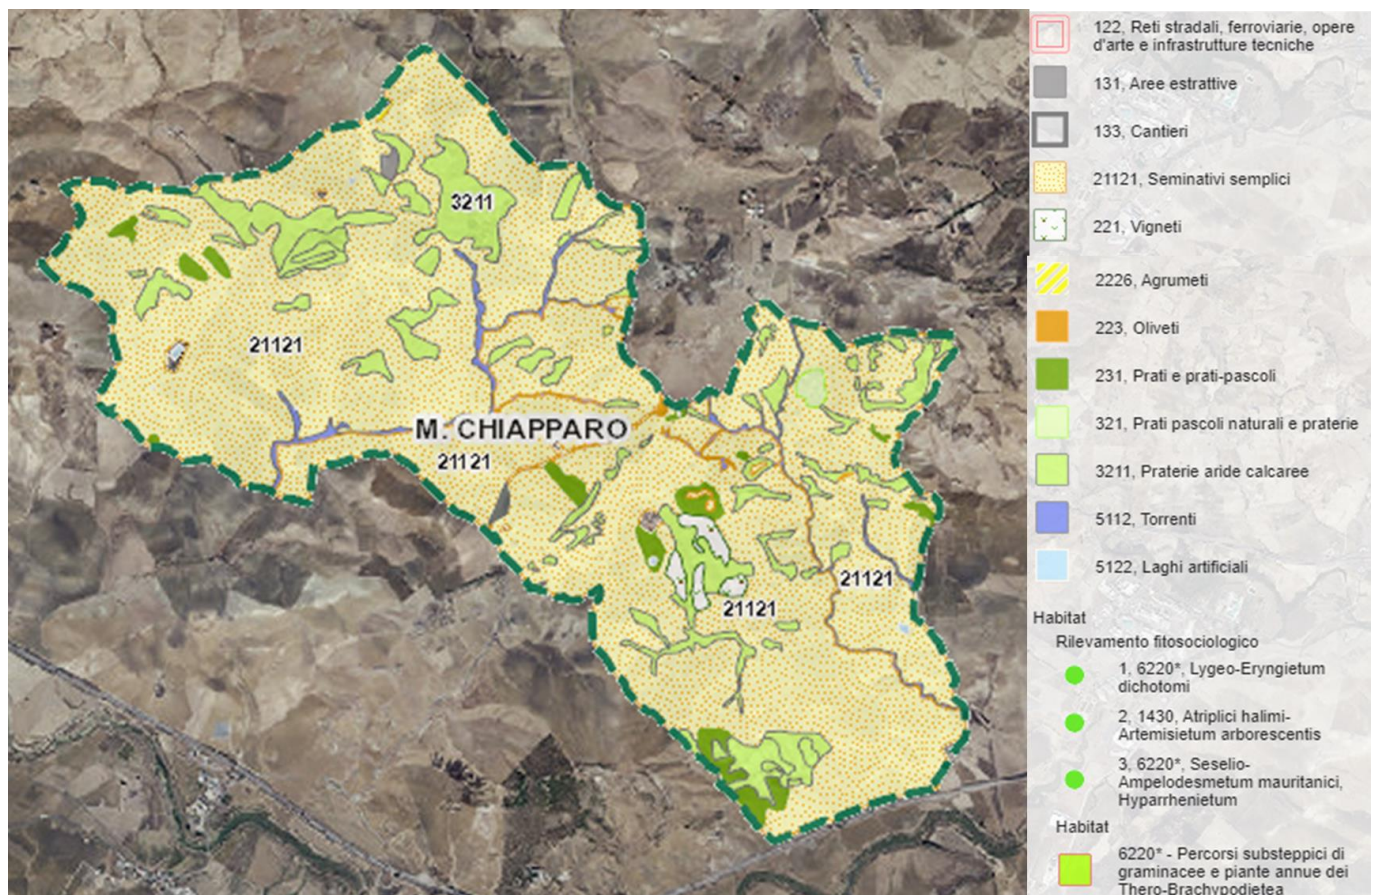 3211
21121
M. CHIAPPARO
21121
21121
21121
122, Reti stradali, ferroviarie, opere
d'arte e infrastrutture tecniche
131, Aree estrattive
133, Cantieri
21121, Seminativi semplici
221, Vigneti
2226, Agrumeti
223, Oliveti
231, Prati e prati-pascoli
321, Prati pascoli naturali e praterie
3211, Praterie aride calcaree
5112, Torrenti
5122, Laghi artificiali
Habitat
Rilevamento fitosociologico
1, 6220*, Lygeo-Eryngietum
dichotomi
2, 1430, Atriplici halimi-
Artemisietum arborescentis
3, 6220*, Seselio-
Ampelodesmetum mauritanici,
Hyparrhenietum
Habitat
6220* - Percorsi substeppici di
graminacee e piante annue dei
Thero-Brachypodietea